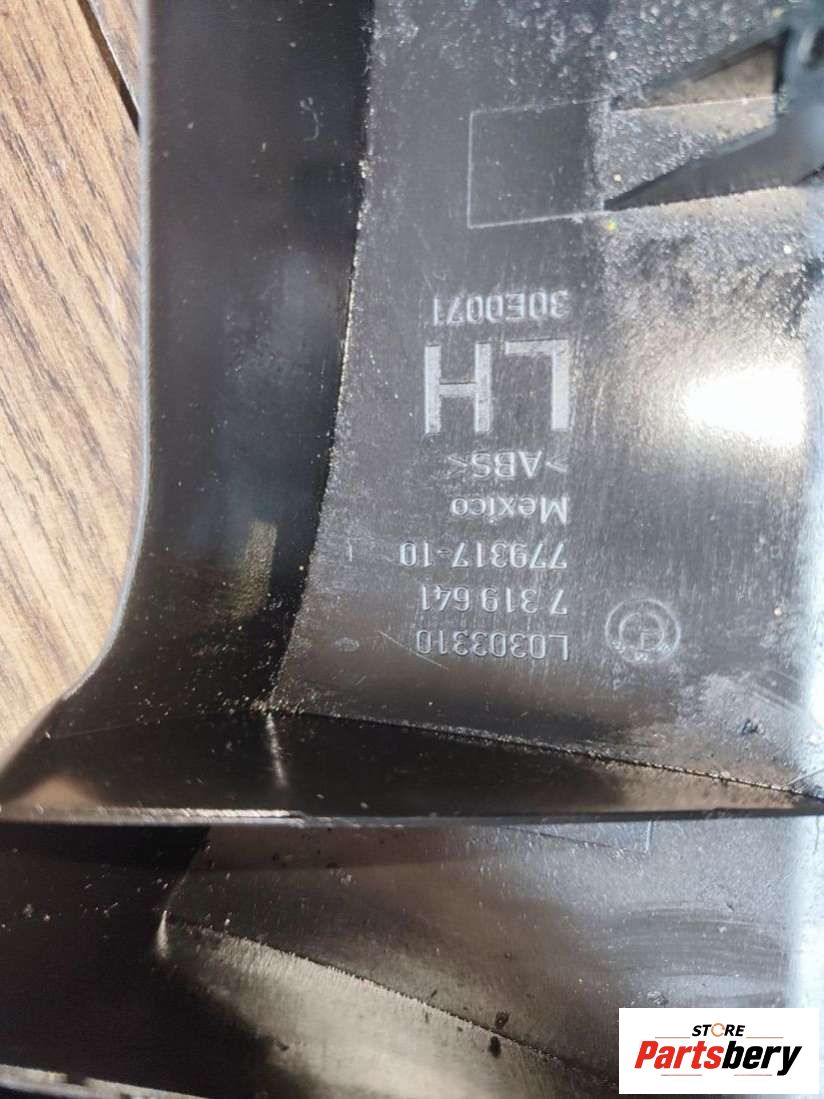 L0303310
7 319 641
779317-10
Mexico
>ABS<
LH
30E0071
STORE
Partsbery